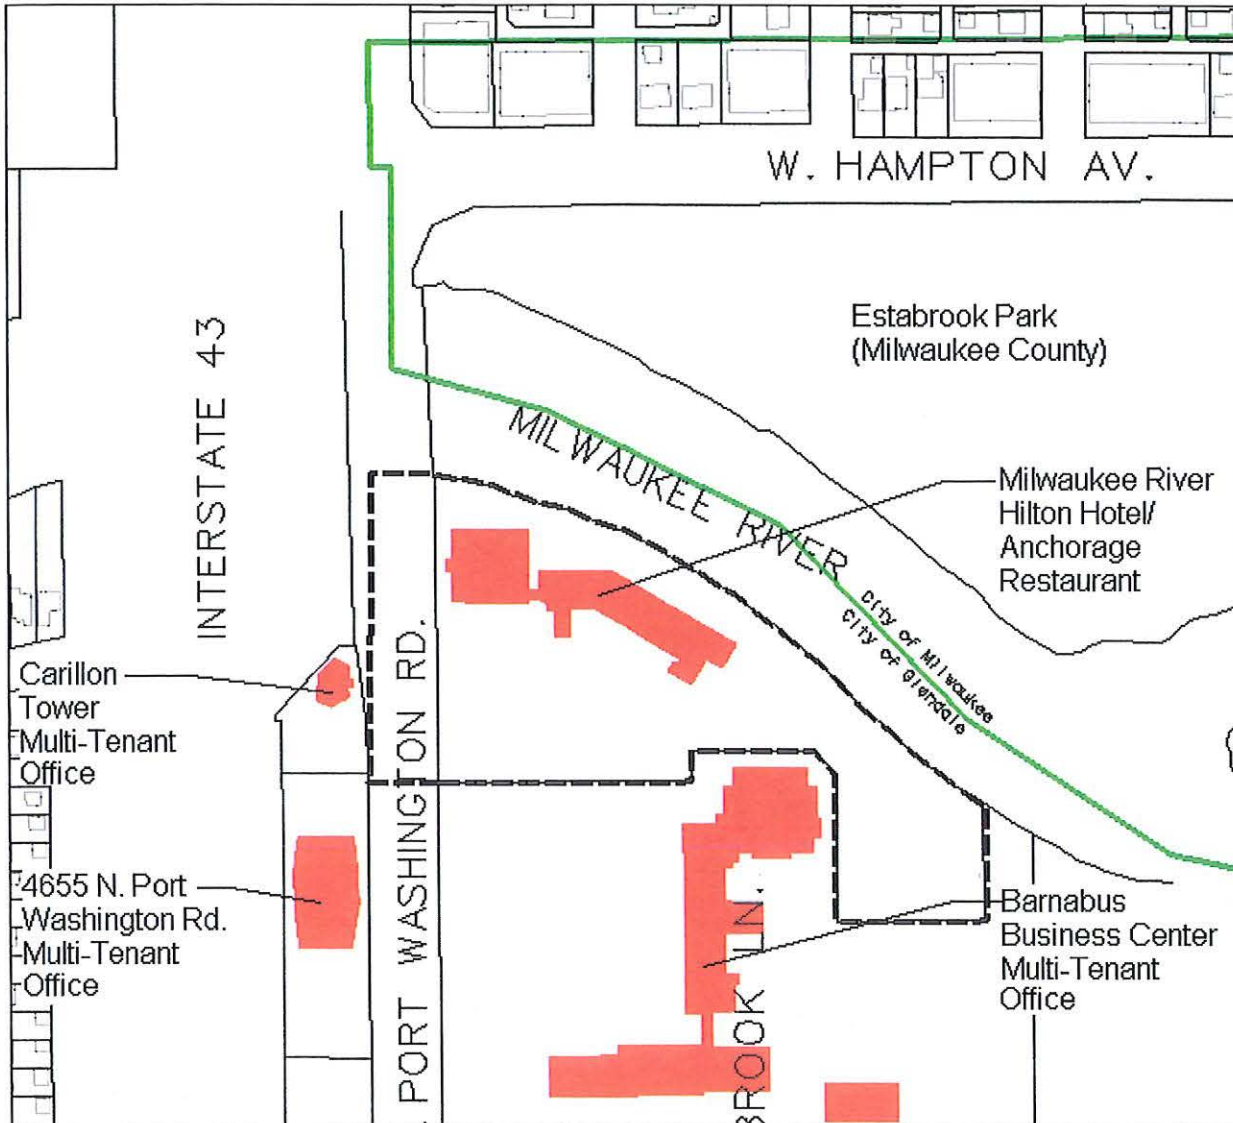 W. HAMPTON AV.
Estabrook Park
(Milwaukee County)
INTERSTATE 43
MILWAUKEE RIVER
Milwaukee River
Hilton Hotel/
Anchorage
Restaurant
City of Milwaukee
City of Glendale
Carillon
Tower
Multi-Tenant
Office
PORT WASHINGTON RD.
4655 N. Port
Washington Rd.
Multi-Tenant
Office
Barnabus
Business Center
Multi-Tenant
Office
BROOK LN.